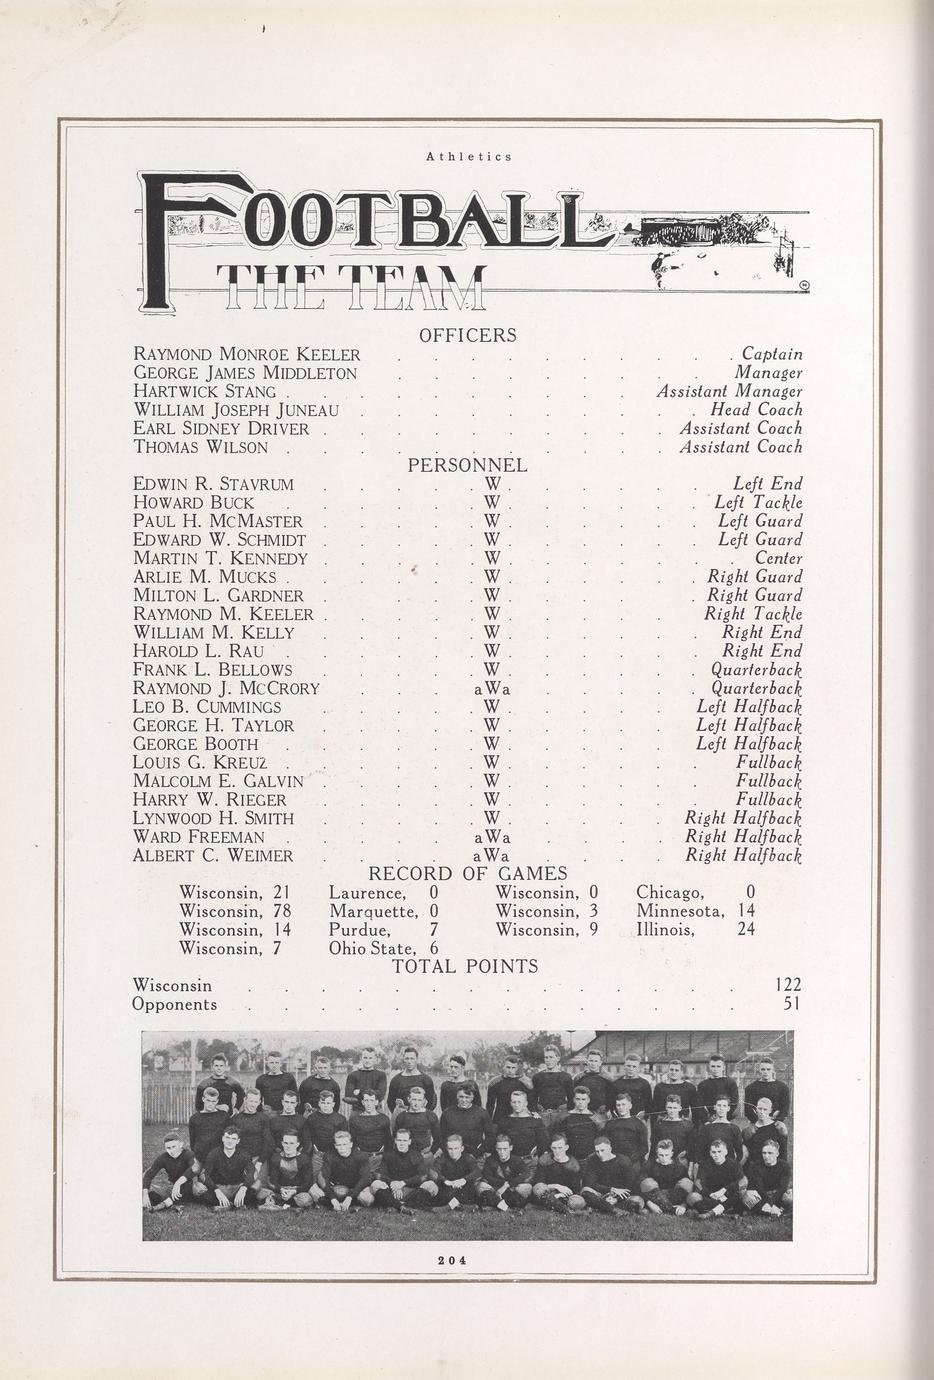 Athletics
FOOTBALL
THE TEAM
OFFICERS
RAYMOND MONROE KEELER . . . . . . . . . . Captain
GEORGE JAMES MIDDLETON . . . . . . . . . Manager
HARTWICK STANG . . . . . . . . Assistant Manager
WILLIAM JOSEPH JUNEAU . . . . . . . . . . Head Coach
EARL SIDNEY DRIVER . . . . . . . . . . Assistant Coach
THOMAS WILSON . . . . . . . . . . . Assistant Coach
PERSONNEL
EDWIN R. STAVRUM . . . . W . . . . . . Left End
HOWARD BUCK . . . . . W . . . . . . Left Tackle
PAUL H. MCMASTER . . . . W . . . . . . Left Guard
EDWARD W. SCHMIDT . . . . W . . . . . . Left Guard
MARTIN T. KENNEDY . . . . W . . . . . . . Center
ARLIE M. MUCKS . . . . . W . . . . . . Right Guard
MILTON L. GARDNER . . . . W . . . . . . Right Guard
RAYMOND M. KEELER . . . . W . . . . . . Right Tackle
WILLIAM M. KELLY . . . . W . . . . . . Right End
HAROLD L. RAU . . . . . W . . . . . . Right End
FRANK L. BELLOWS . . . . W . . . . . . Quarterback
RAYMOND J. MCCRORY . . . aWa . . . . . Quarterback
LEO B. CUMMINGS . . . . W . . . . . . Left Halfback
GEORGE H. TAYLOR . . . . W . . . . . . Left Halfback
GEORGE BOOTH . . . . . W . . . . . . Left Halfback
LOUIS G. KREUZ . . . . . W . . . . . . Fullback
MALCOLM E. GALVIN . . . . W . . . . . . Fullback
HARRY W. RIEGER . . . . W . . . . . . Fullback
LYNWOOD H. SMITH . . . . W . . . . . Right Halfback
WARD FREEMAN . . . . . aWa . . . . Right Halfback
ALBERT C. WEIMER . . . . aWa . . . . Right Halfback
RECORD OF GAMES
Wisconsin, 21 Laurence, 0 Wisconsin, 0 Chicago, 0
Wisconsin, 78 Marquette, 0 Wisconsin, 3 Minnesota, 14
Wisconsin, 14 Purdue, 7 Wisconsin, 9 Illinois, 24
Wisconsin, 7 Ohio State, 6
TOTAL POINTS
Wisconsin . . . . . . . . . . . . . . 122
Opponents . . . . . . . . . . . . . . 51
204